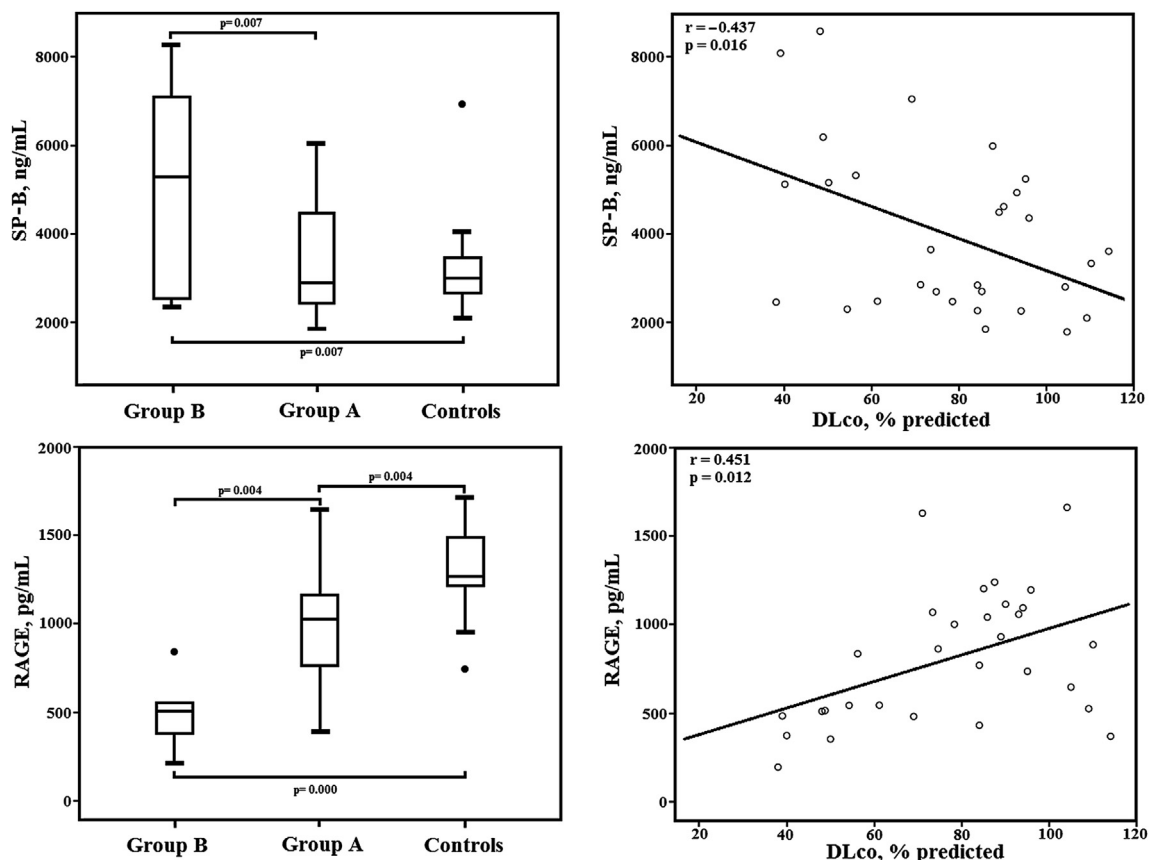 p= 0.007
8000
6000
4000
2000
SP-B, ng/mL
p= 0.007
Group B
Group A
Controls
r = −0.437
p = 0.016
8000
6000
4000
2000
SP-B, ng/mL
20
40
60
80
100
120
DLco, % predicted
2000
1500
1000
500
0
RAGE, pg/mL
p= 0.004
p= 0.004
p= 0.000
Group B
Group A
Controls
r = 0.451
p = 0.012
2000
1500
1000
500
0
RAGE, pg/mL
20
40
60
80
100
120
DLco, % predicted